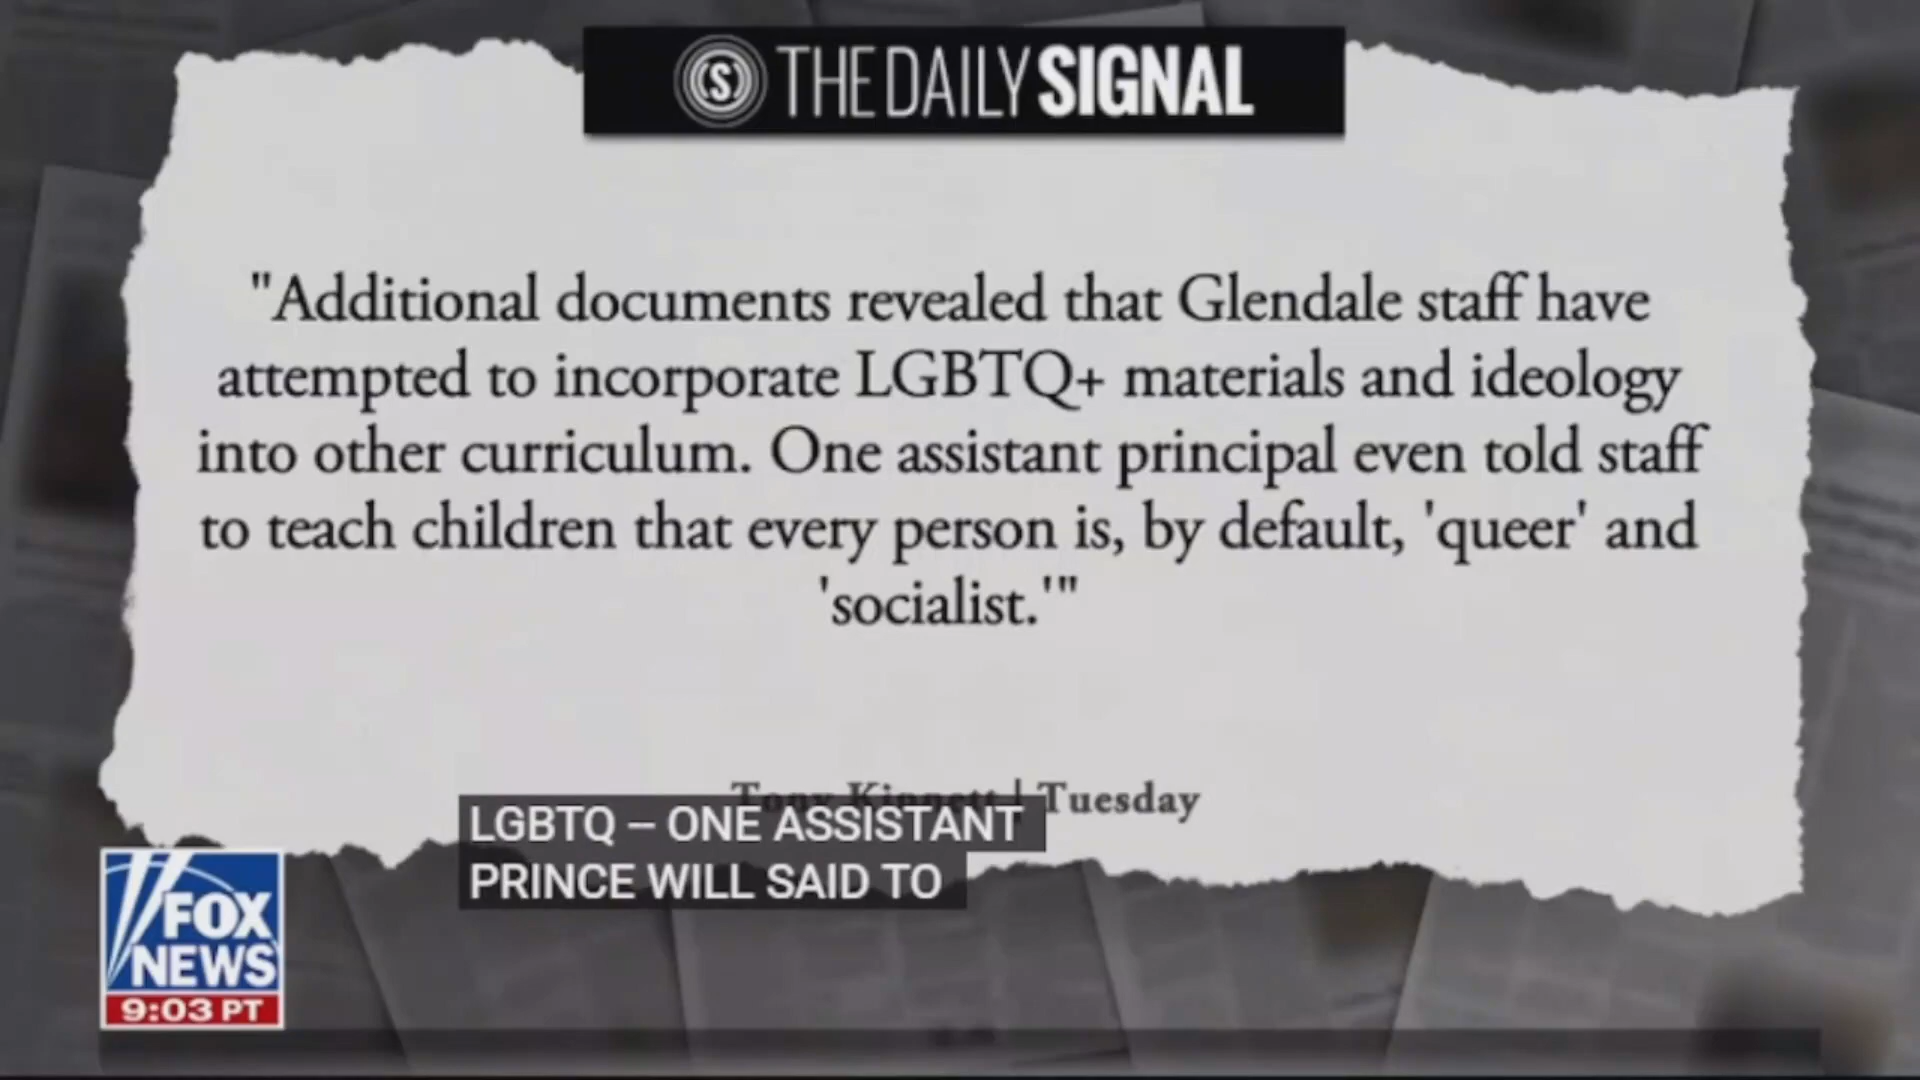 (S) THE DAILY SIGNAL
"Additional documents revealed that Glendale staff have
attempted to incorporate LGBTQ+ materials and ideology
into other curriculum. One assistant principal even told staff
to teach children that every person is, by default, 'queer' and
'socialist.'"
Tony Kinnett | Tuesday
LGBTQ – ONE ASSISTANT
PRINCE WILL SAID TO
FOX
NEWS
9:03 PT